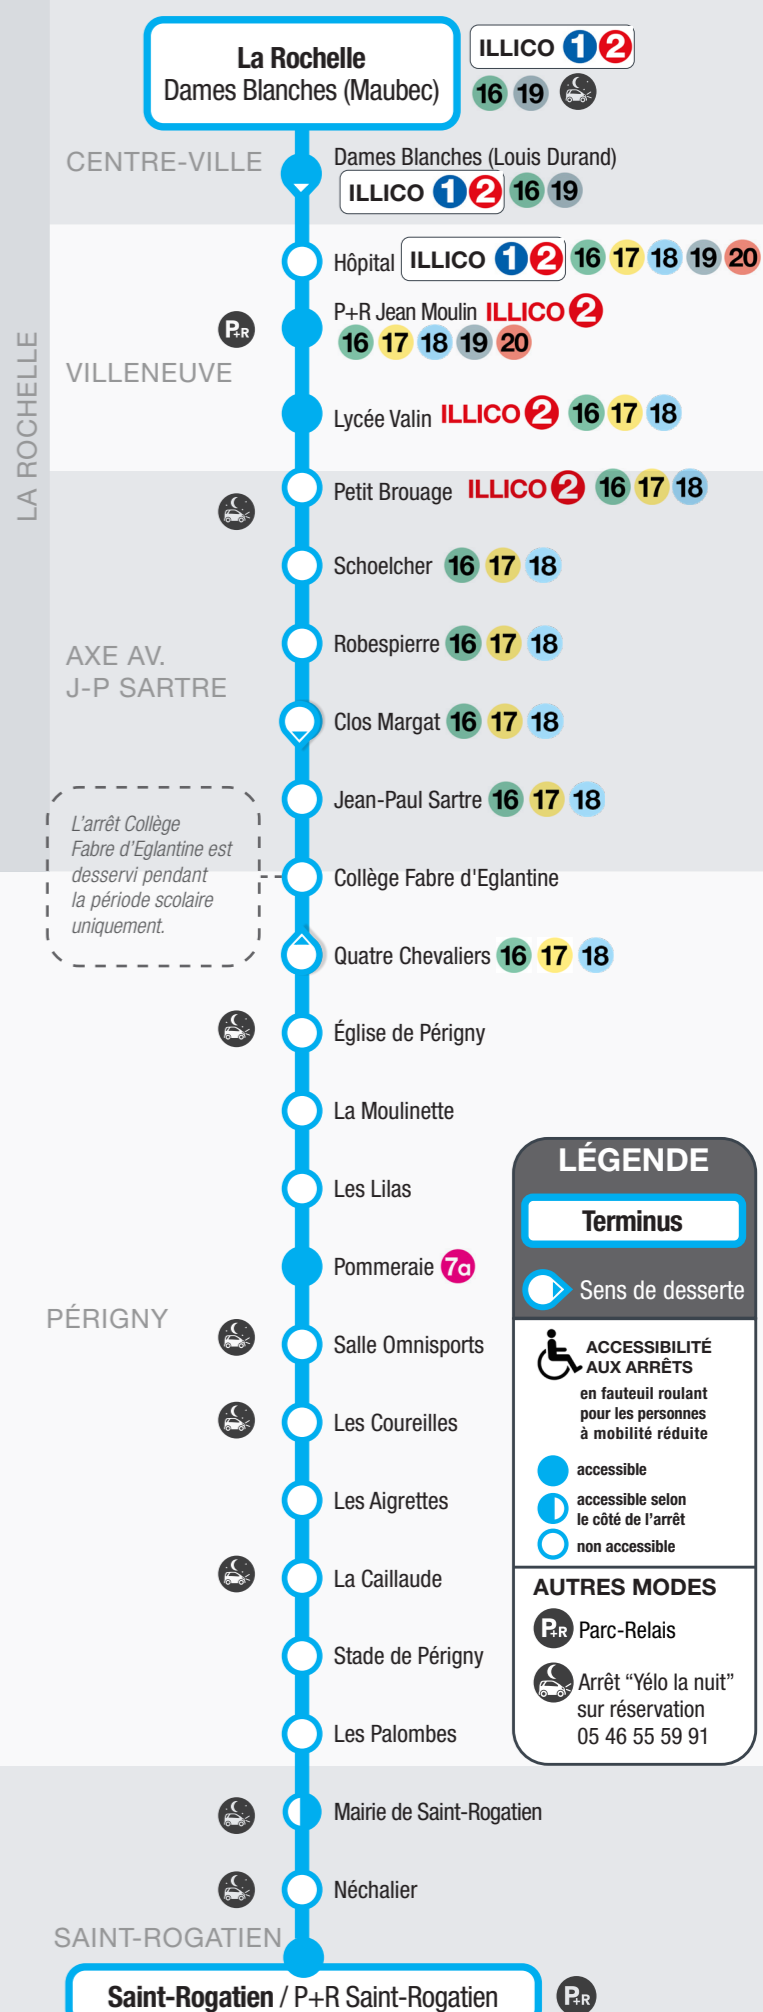 La Rochelle
Dames Blanches (Maubec)
ILLICO 1 2
16 19
CENTRE-VILLE
Dames Blanches (Louis Durand)
ILLICO 1 2 16 19
Hôpital ILLICO 1 2 16 17 18 19 20
P+R
P+R Jean Moulin ILLICO 2
16 17 18 19 20
VILLENEUVE
LA ROCHELLE
Lycée Valin ILLICO 2 16 17 18
Petit Brouage ILLICO 2 16 17 18
Schoelcher 16 17 18
Robespierre 16 17 18
AXE AV.
J-P SARTRE
Clos Margat 16 17 18
Jean-Paul Sartre 16 17 18
L'arrêt Collège
Fabre d'Eglantine est
desservi pendant
la période scolaire
uniquement.
Collège Fabre d'Eglantine
Quatre Chevaliers 16 17 18
Église de Périgny
La Moulinette
Les Lilas
Pommeraie 7a
PÉRIGNY
Salle Omnisports
Les Coureilles
Les Aigrettes
La Caillaude
Stade de Périgny
Les Palombes
Mairie de Saint-Rogatien
Néchalier
SAINT-ROGATIEN
Saint-Rogatien / P+R Saint-Rogatien
P+R
LÉGENDE
Terminus
Sens de desserte
ACCESSIBILITÉ
AUX ARRÊTS
en fauteuil roulant
pour les personnes
à mobilité réduite
accessible
accessible selon
le côté de l'arrêt
non accessible
AUTRES MODES
P+R Parc-Relais
Arrêt “Yélo la nuit”
sur réservation
05 46 55 59 91